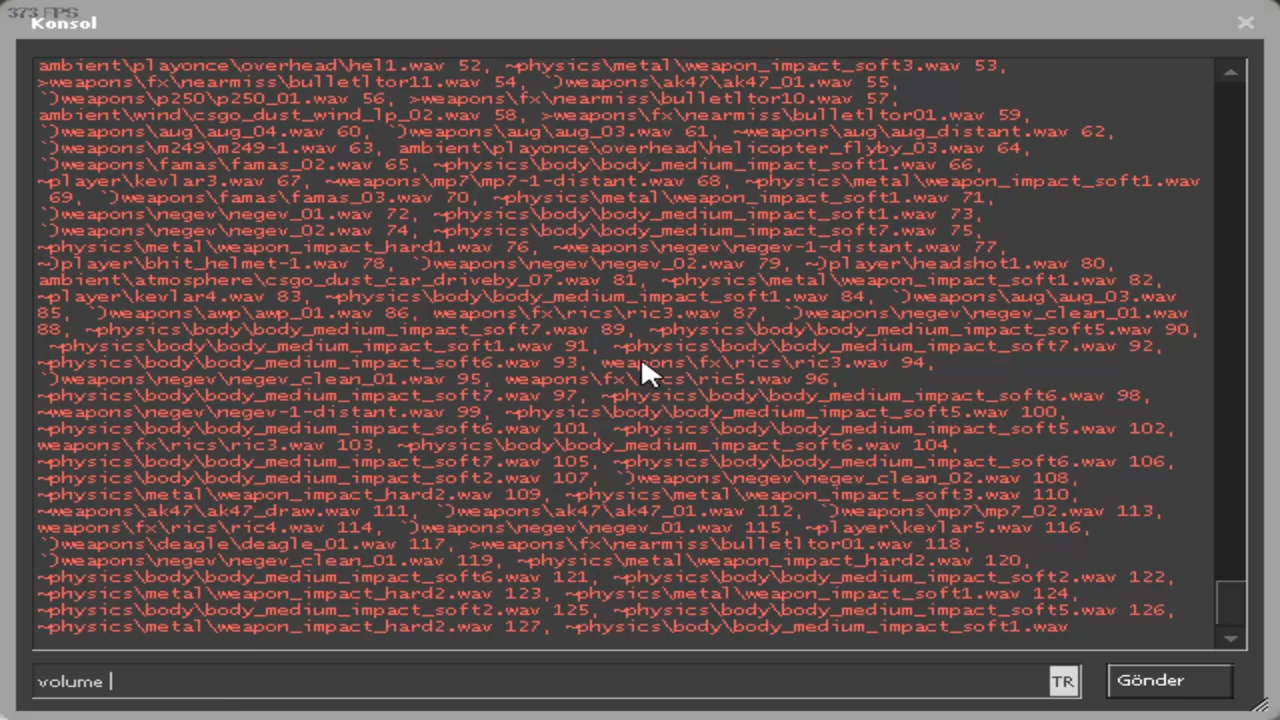 373 FPS
Konsol
ambient\playonce\overhead\hel1.wav 52, ~physics\metal\weapon_impact_soft3.wav 53,
>weapons\fx\nearmiss\bulletltor11.wav 54, `)weapons\ak47\ak47_01.wav 55,
`)weapons\p250\p250_01.wav 56, >weapons\fx\nearmiss\bulletltor10.wav 57,
ambient\wind\csgo_dust_wind_lp_02.wav 58, >weapons\fx\nearmiss\bulletltor01.wav 59,
`)weapons\aug\aug_04.wav 60, `)weapons\aug\aug_03.wav 61, ~weapons\aug\aug_distant.wav 62,
`)weapons\m249\m249-1.wav 63, ambient\playonce\overhead\helicopter_flyby_03.wav 64,
`)weapons\famas\famas_02.wav 65, ~physics\body\body_medium_impact_soft1.wav 66,
~player\kevlar3.wav 67, ~weapons\mp7\mp7-1-distant.wav 68, ~physics\metal\weapon_impact_soft1.wav
69, `)weapons\famas\famas_03.wav 70, ~physics\metal\weapon_impact_soft1.wav 71,
`)weapons\negev\negev_01.wav 72, ~physics\body\body_medium_impact_soft1.wav 73,
`)weapons\negev\negev_02.wav 74, ~physics\body\body_medium_impact_soft7.wav 75,
~physics\metal\weapon_impact_hard1.wav 76, ~weapons\negev\negev-1-distant.wav 77,
~)player\bhit_helmet-1.wav 78, `)weapons\negev\negev_02.wav 79, ~)player\headshot1.wav 80,
ambient\atmosphere\csgo_dust_car_driveby_07.wav 81, ~physics\metal\weapon_impact_soft1.wav 82,
~player\kevlar4.wav 83, ~physics\body\body_medium_impact_soft1.wav 84, `)weapons\aug\aug_03.wav
85, `)weapons\awp\awp_01.wav 86, weapons\fx\rics\ric3.wav 87, `)weapons\negev\negev_clean_01.wav
88, ~physics\body\body_medium_impact_soft7.wav 89, ~physics\body\body_medium_impact_soft5.wav 90,
~physics\body\body_medium_impact_soft1.wav 91, ~physics\body\body_medium_impact_soft7.wav 92,
~physics\body\body_medium_impact_soft6.wav 93, weapons\fx\rics\ric3.wav 94,
`)weapons\negev\negev_clean_01.wav 95, weapons\fx\rics\ric5.wav 96,
~physics\body\body_medium_impact_soft7.wav 97, ~physics\body\body_medium_impact_soft6.wav 98,
~weapons\negev\negev-1-distant.wav 99, ~physics\body\body_medium_impact_soft5.wav 100,
~physics\body\body_medium_impact_soft6.wav 101, ~physics\body\body_medium_impact_soft5.wav 102,
weapons\fx\rics\ric3.wav 103, ~physics\body\body_medium_impact_soft6.wav 104,
~physics\body\body_medium_impact_soft7.wav 105, ~physics\body\body_medium_impact_soft6.wav 106,
~physics\body\body_medium_impact_soft2.wav 107, `)weapons\negev\negev_clean_02.wav 108,
~physics\metal\weapon_impact_hard2.wav 109, ~physics\metal\weapon_impact_soft3.wav 110,
~weapons\ak47\ak47_draw.wav 111, `)weapons\ak47\ak47_01.wav 112, `)weapons\mp7\mp7_02.wav 113,
weapons\fx\rics\ric4.wav 114, `)weapons\negev\negev_01.wav 115, ~player\kevlar5.wav 116,
`)weapons\deagle\deagle_01.wav 117, >weapons\fx\nearmiss\bulletltor01.wav 118,
`)weapons\negev\negev_clean_01.wav 119, ~physics\metal\weapon_impact_hard2.wav 120,
~physics\body\body_medium_impact_soft6.wav 121, ~physics\body\body_medium_impact_soft2.wav 122,
~physics\metal\weapon_impact_hard2.wav 123, ~physics\metal\weapon_impact_soft1.wav 124,
~physics\body\body_medium_impact_soft2.wav 125, ~physics\body\body_medium_impact_soft5.wav 126,
~physics\metal\weapon_impact_hard2.wav 127, ~physics\body\body_medium_impact_soft1.wav
volume
TR
Gönder